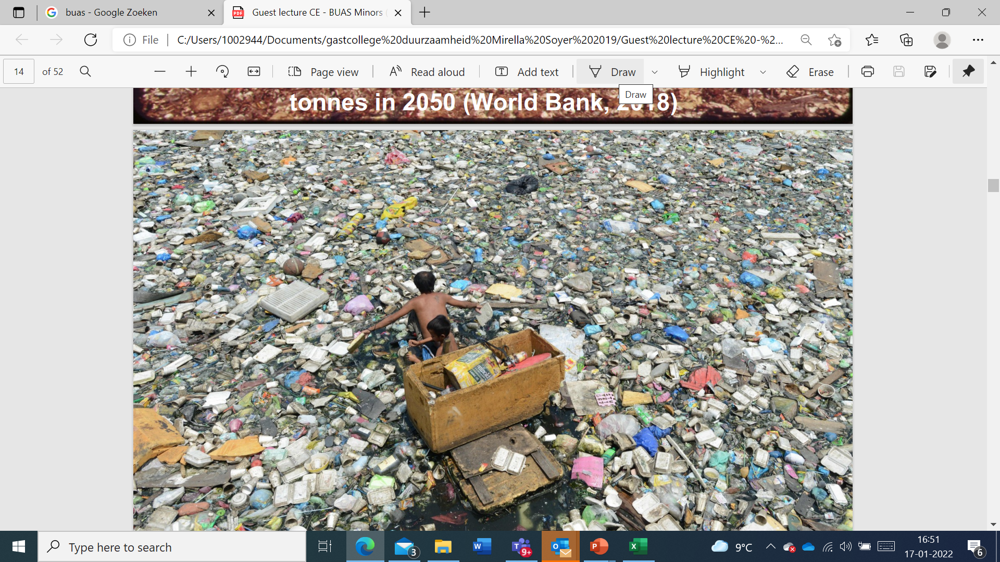 buas - Google Zoeken
Guest lecture CE - BUAS Minors
File
C:/Users/1002944/Documents/gastcollege%20duurzaamheid%20Mirella%20Soyer%202019/Guest%20lecture%20CE%20-%2...
14 of 52
Page view
Read aloud
Add text
Draw
Highlight
Erase
Draw
tonnes in 2050 (World Bank, 2018)
Type here to search
3
9+
9°C
16:51
17-01-2022
6